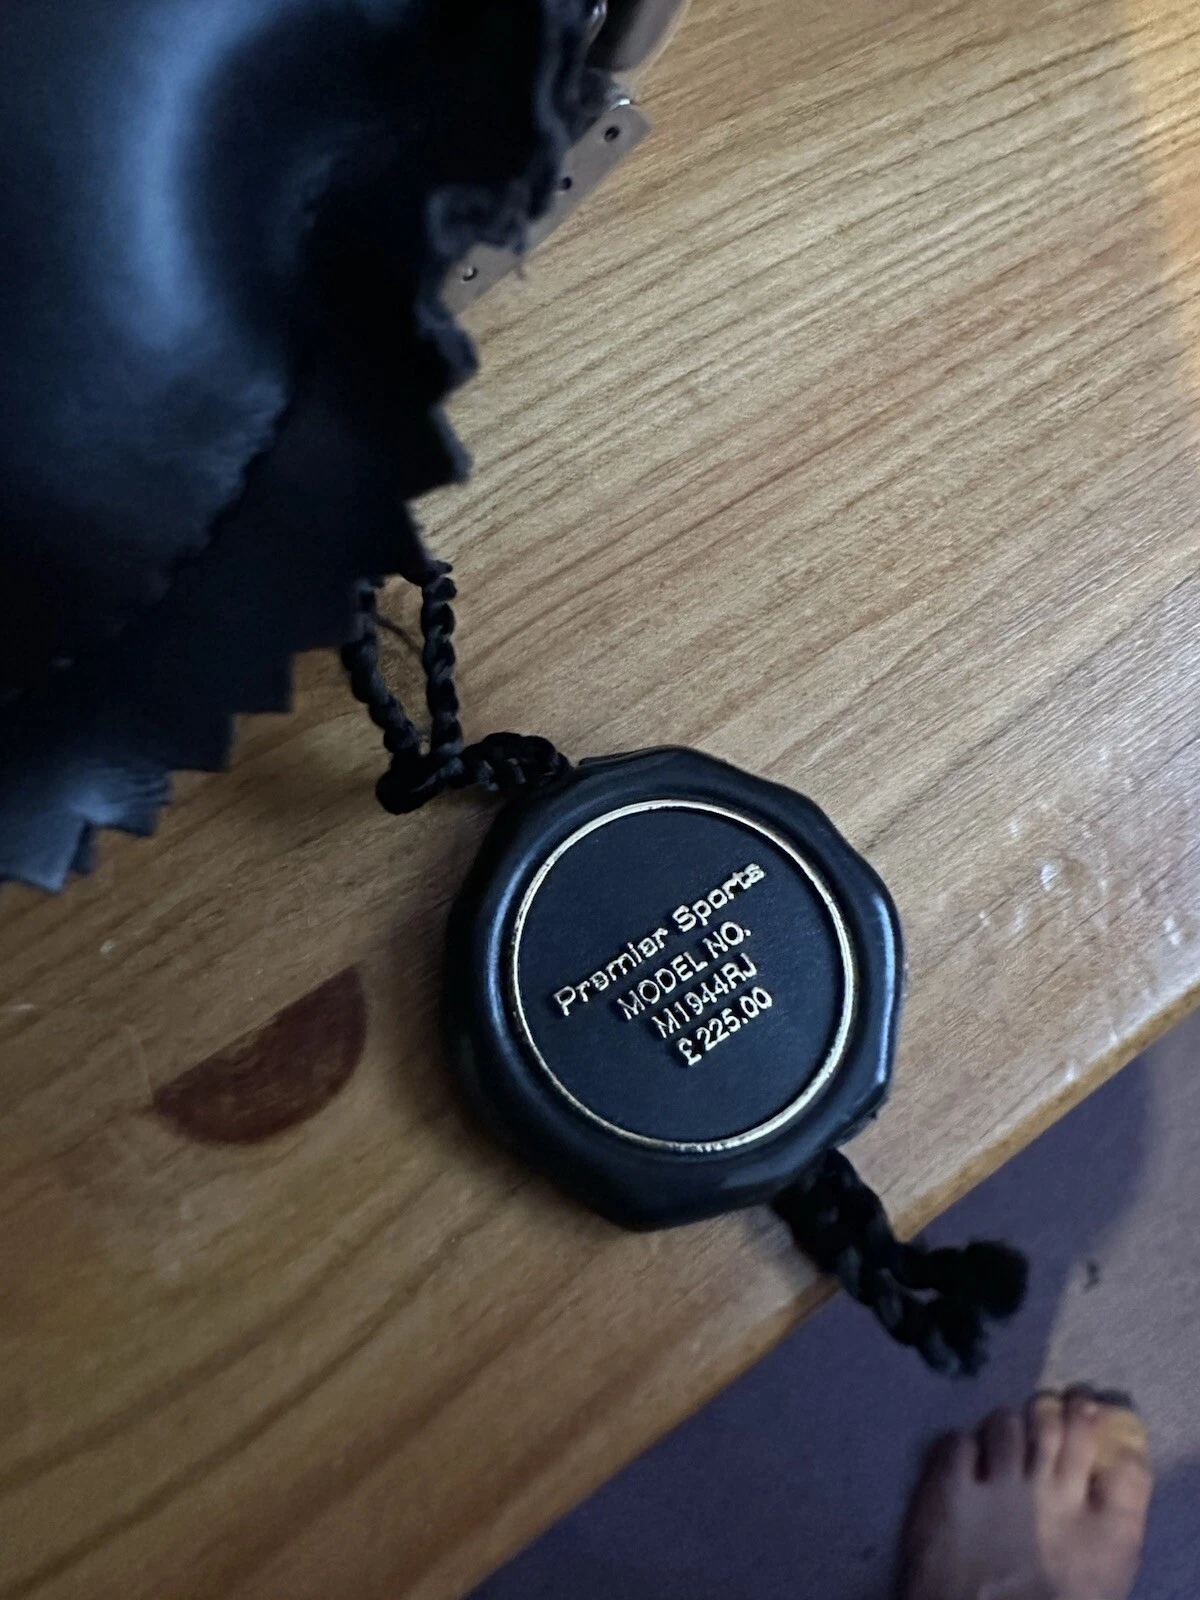 Premier Sports
MODEL NO.
M1944RJ
£ 225.00